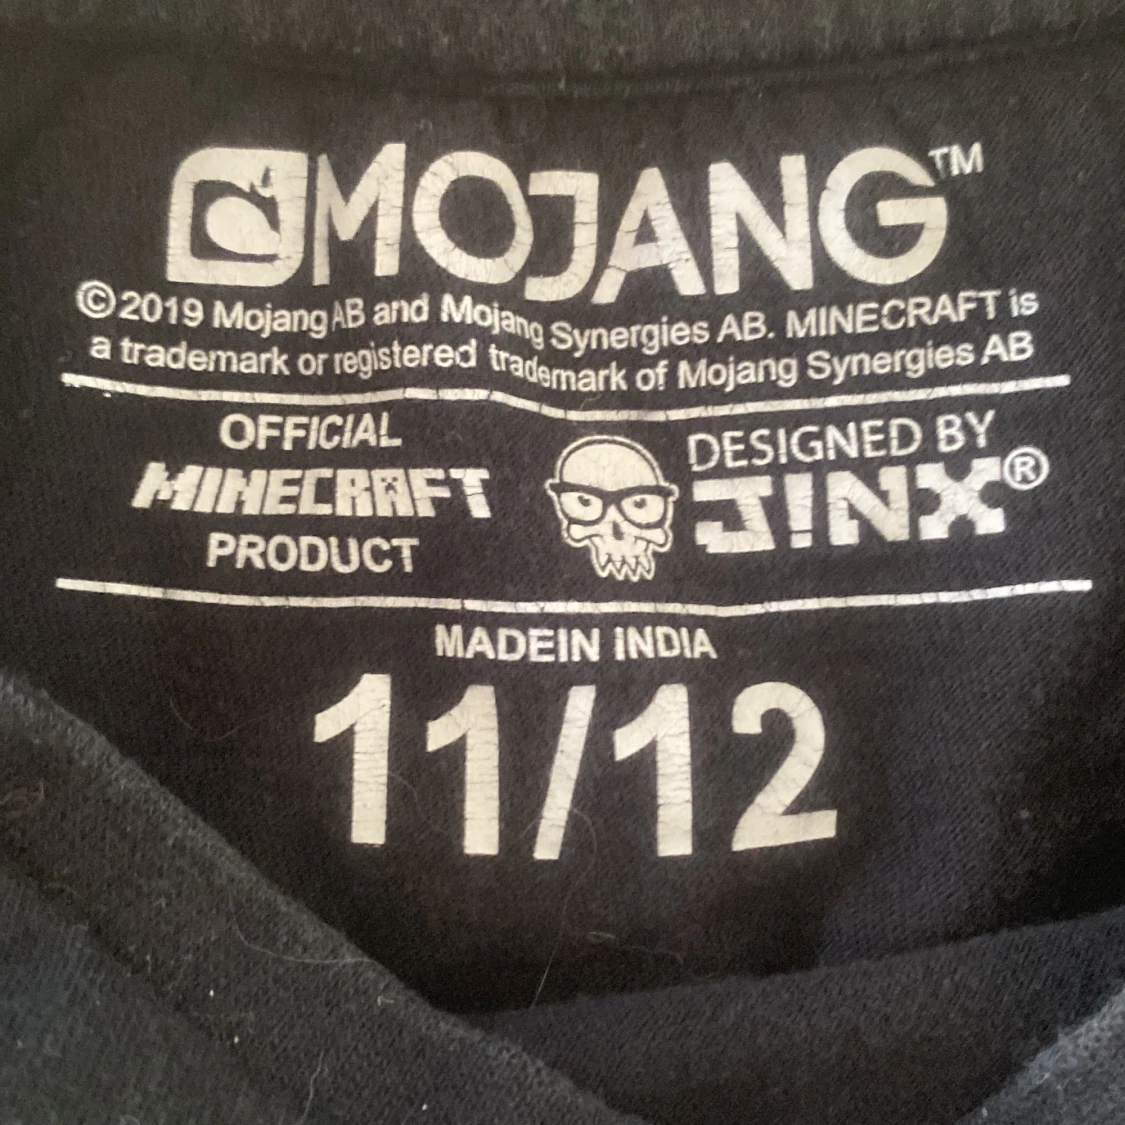 MOJANG™
©2019 Mojang AB and Mojang Synergies AB. MINECRAFT is
a trademark or registered trademark of Mojang Synergies AB
OFFICIAL
MINECRAFT
PRODUCT
DESIGNED BY
J!NX®
MADEIN INDIA
11/12